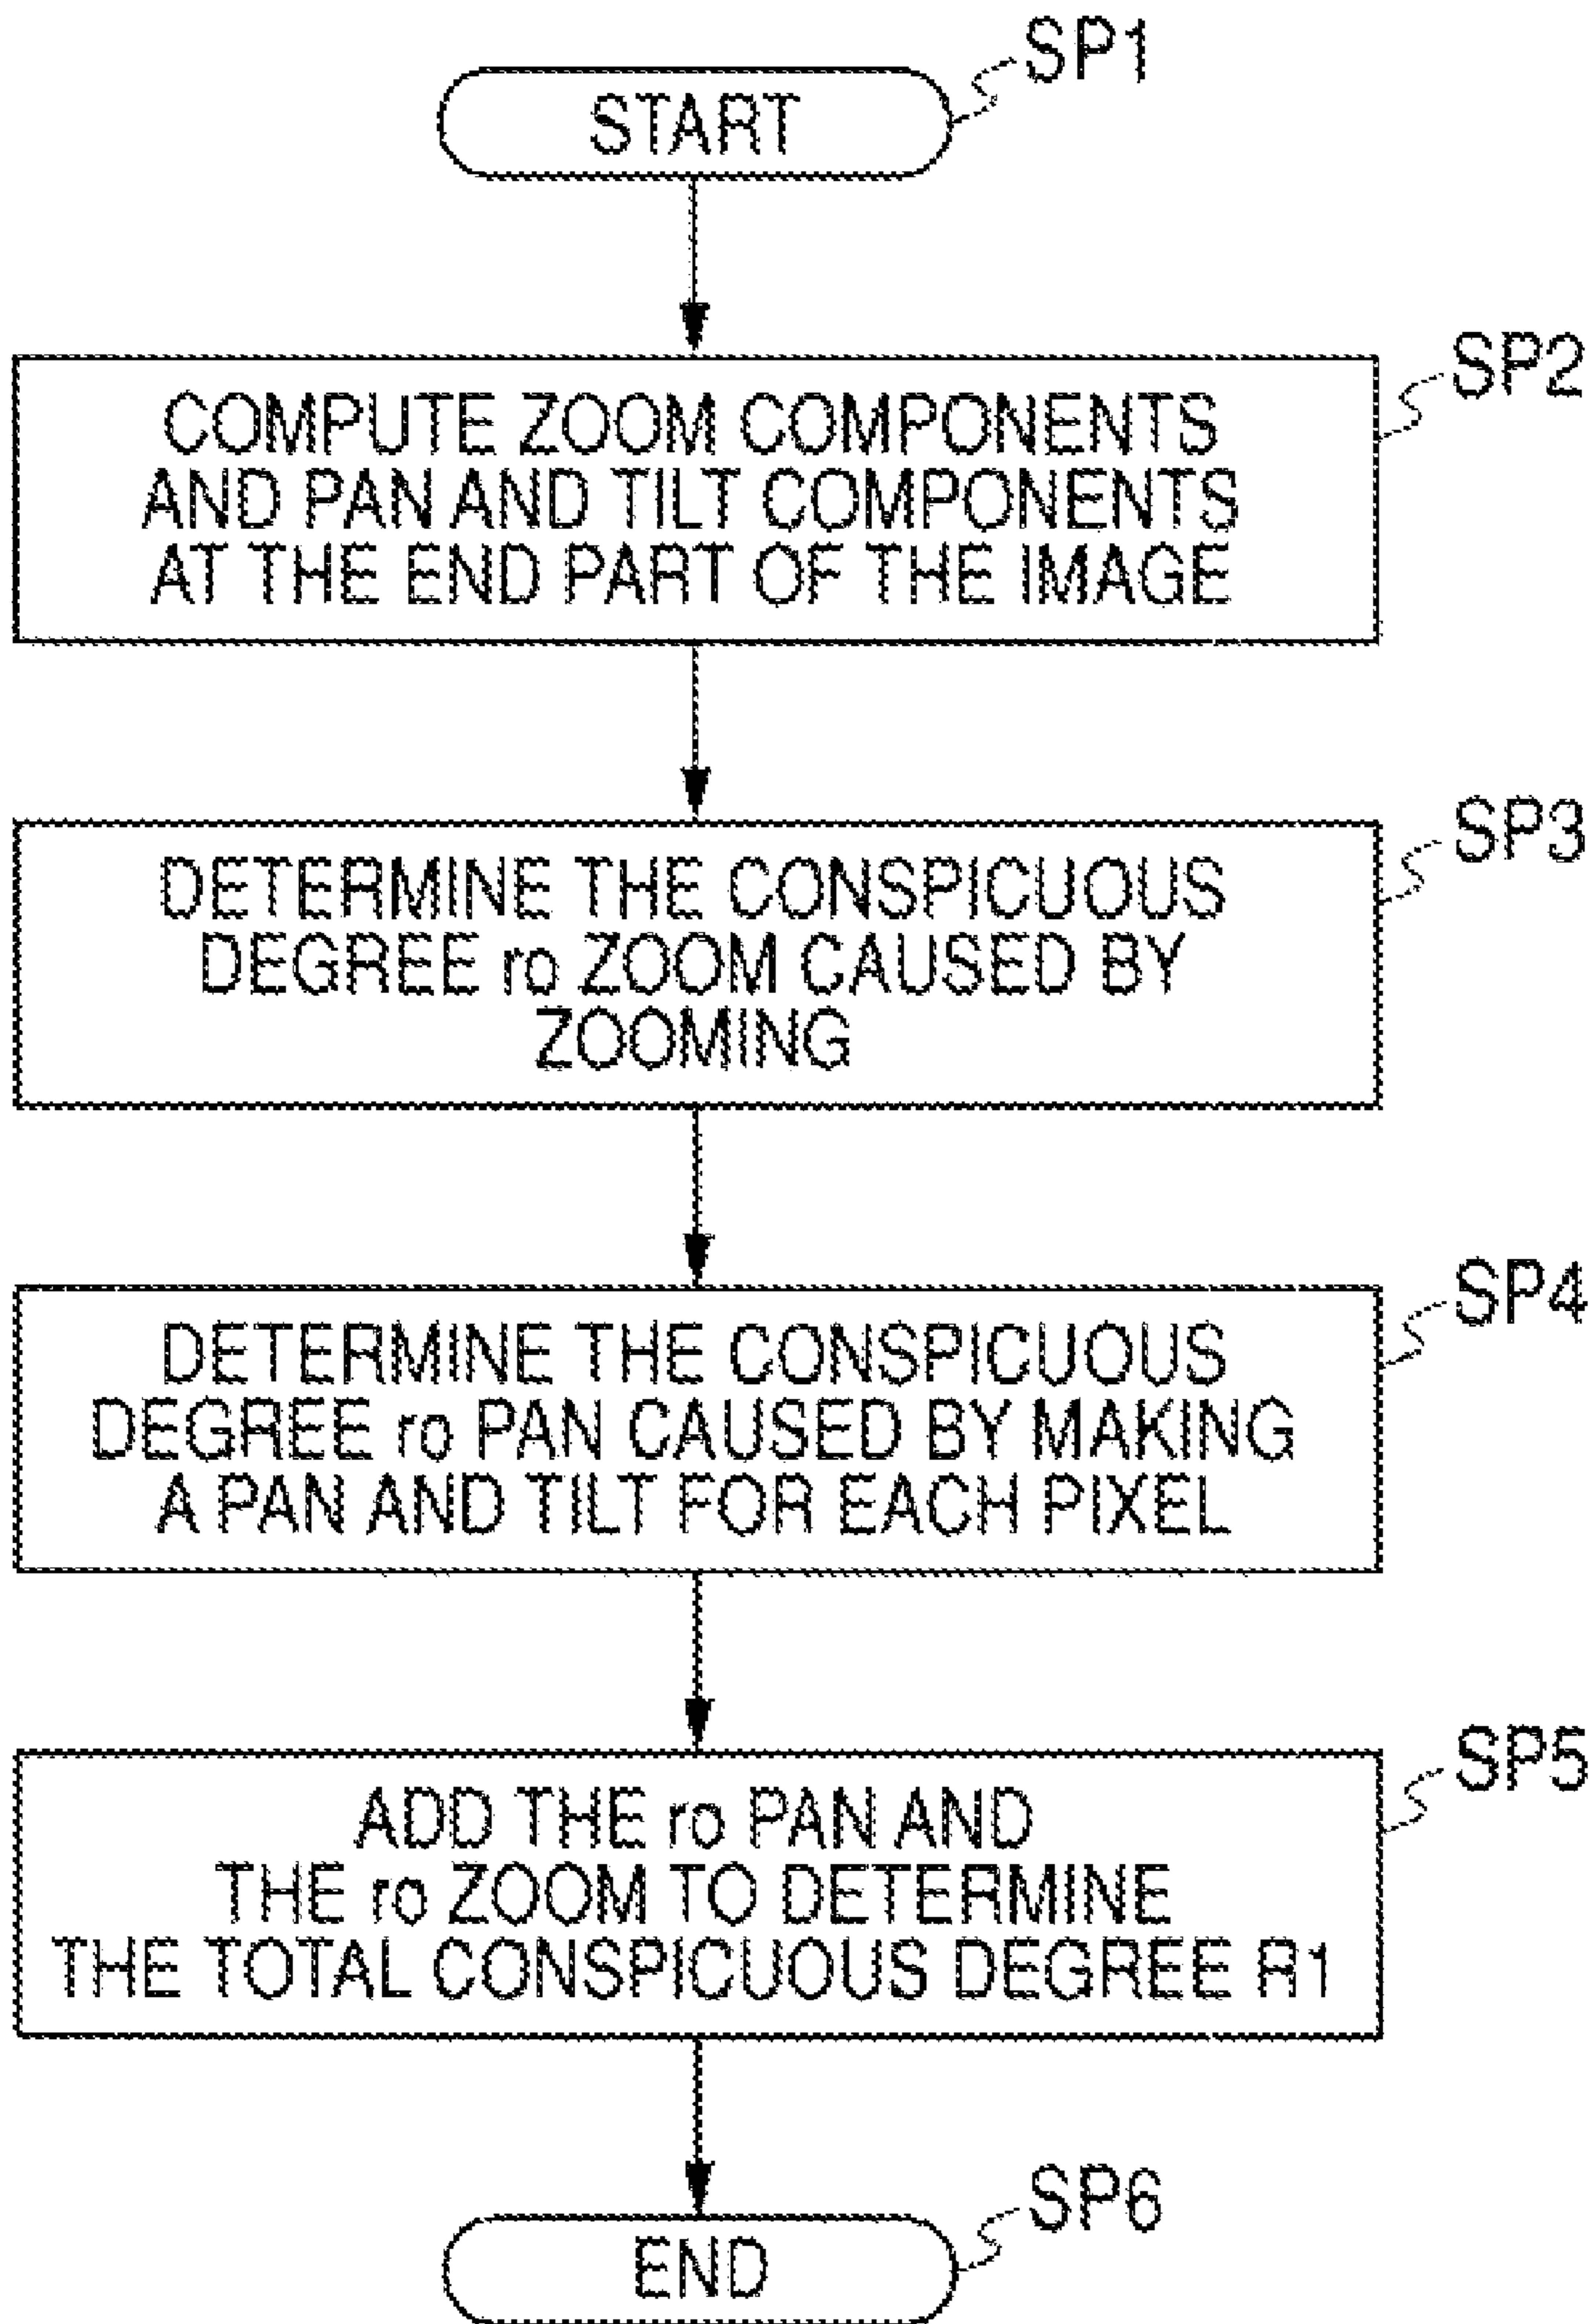 SP1
START
SP2
COMPUTE ZOOM COMPONENTS
AND PAN AND TILT COMPONENTS
AT THE END PART OF THE IMAGE
SP3
DETERMINE THE CONSPICUOUS
DEGREE ro ZOOM CAUSED BY
ZOOMING
SP4
DETERMINE THE CONSPICUOUS
DEGREE ro PAN CAUSED BY MAKING
A PAN AND TILT FOR EACH PIXEL
SP5
ADD THE ro PAN AND
THE ro ZOOM TO DETERMINE
THE TOTAL CONSPICUOUS DEGREE R1
SP6
END